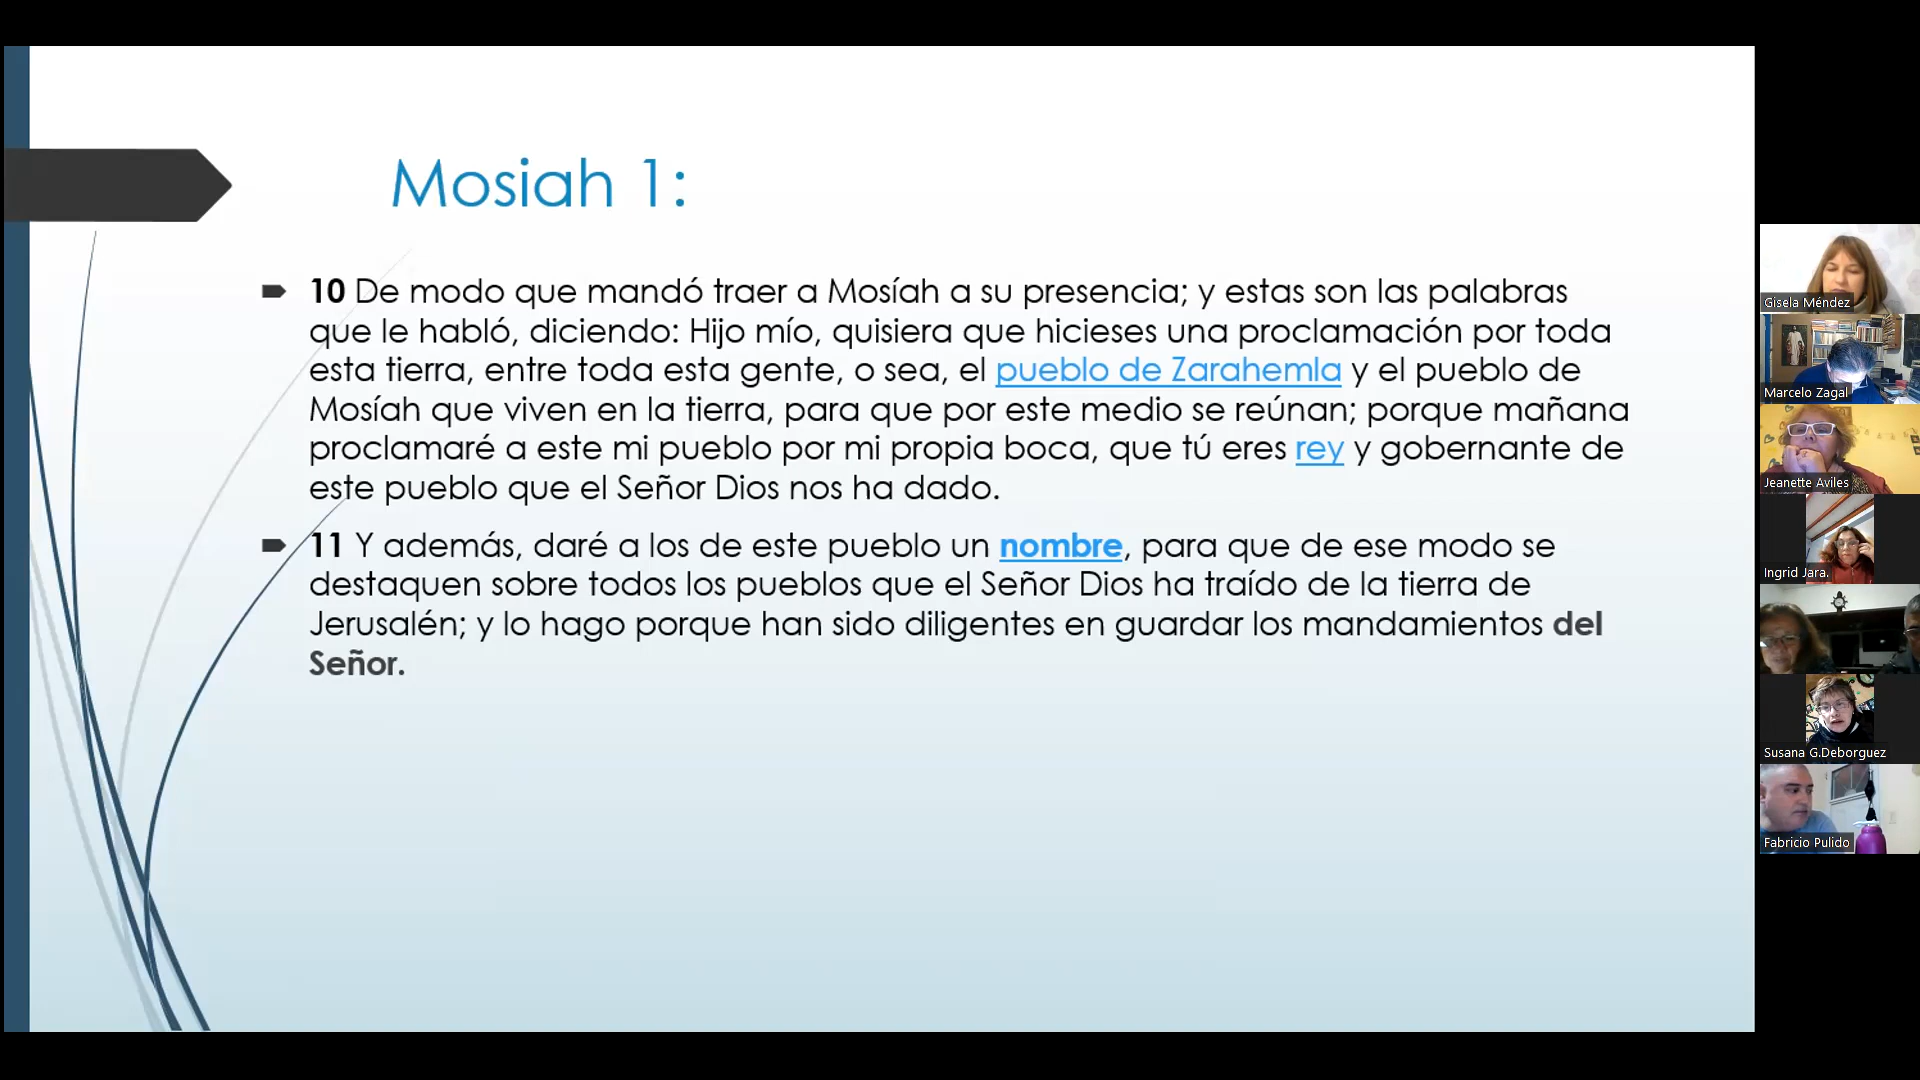 Mosiah 1:
10 De modo que mandó traer a Mosíah a su presencia; y estas son las palabras
que le habló, diciendo: Hijo mío, quisiera que hicieses una proclamación por toda
esta tierra, entre toda esta gente, o sea, el pueblo de Zarahemla y el pueblo de
Mosíah que viven en la tierra, para que por este medio se reúnan; porque mañana
proclamaré a este mi pueblo por mi propia boca, que tú eres rey y gobernante de
este pueblo que el Señor Dios nos ha dado.
11 Y además, daré a los de este pueblo un nombre, para que de ese modo se
destaquen sobre todos los pueblos que el Señor Dios ha traído de la tierra de
Jerusalén; y lo hago porque han sido diligentes en guardar los mandamientos del
Señor.
Gisela Méndez
Marcelo Zagal
Jeanette Aviles
Ingrid Jara.
Susana G.Deborguez
Fabricio Pulido